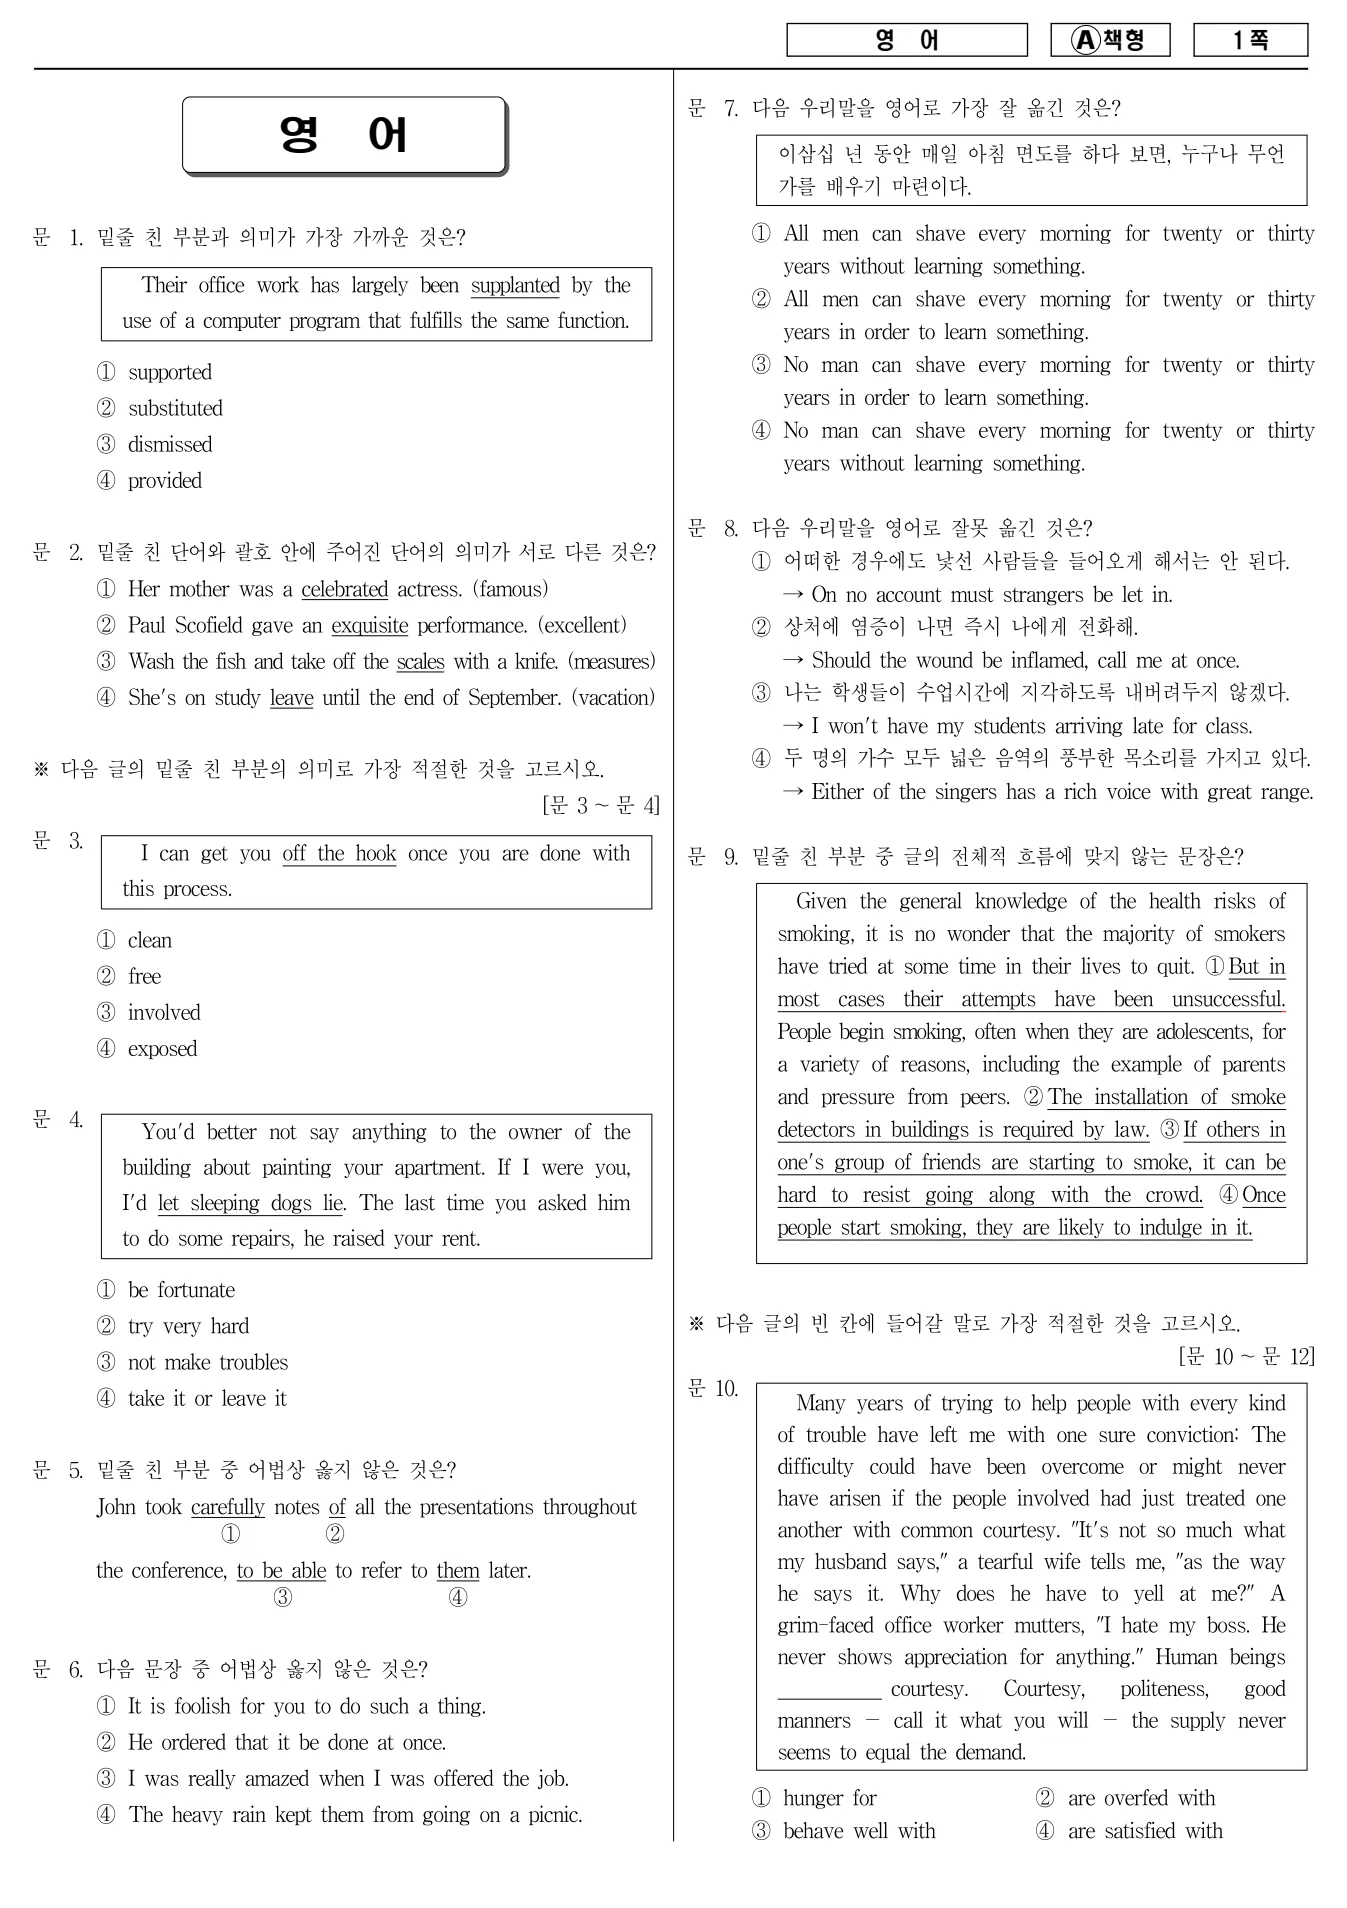 영 어
Ⓐ책형
1 쪽
영 어
문 1. 밑줄 친 부분과 의미가 가장 가까운 것은?
Their office work has largely been supplanted by the
use of a computer program that fulfills the same function.
① supported
② substituted
③ dismissed
④ provided
문 2. 밑줄 친 단어와 괄호 안에 주어진 단어의 의미가 서로 다른 것은?
① Her mother was a celebrated actress. (famous)
② Paul Scofield gave an exquisite performance. (excellent)
③ Wash the fish and take off the scales with a knife. (measures)
④ She's on study leave until the end of September. (vacation)
※ 다음 글의 밑줄 친 부분의 의미로 가장 적절한 것을 고르시오.
[문 3 ~ 문 4]
문 3.
I can get you off the hook once you are done with
this process.
① clean
② free
③ involved
④ exposed
문 4.
You'd better not say anything to the owner of the
building about painting your apartment. If I were you,
I'd let sleeping dogs lie. The last time you asked him
to do some repairs, he raised your rent.
① be fortunate
② try very hard
③ not make troubles
④ take it or leave it
문 5. 밑줄 친 부분 중 어법상 옳지 않은 것은?
John took carefully notes of all the presentations throughout
① ②
the conference, to be able to refer to them later.
③ ④
문 6. 다음 문장 중 어법상 옳지 않은 것은?
① It is foolish for you to do such a thing.
② He ordered that it be done at once.
③ I was really amazed when I was offered the job.
④ The heavy rain kept them from going on a picnic.
문 7. 다음 우리말을 영어로 가장 잘 옮긴 것은?
이삼십 년 동안 매일 아침 면도를 하다 보면, 누구나 무언
가를 배우기 마련이다.
① All men can shave every morning for twenty or thirty
years without learning something.
② All men can shave every morning for twenty or thirty
years in order to learn something.
③ No man can shave every morning for twenty or thirty
years in order to learn something.
④ No man can shave every morning for twenty or thirty
years without learning something.
문 8. 다음 우리말을 영어로 잘못 옮긴 것은?
① 어떠한 경우에도 낯선 사람들을 들어오게 해서는 안 된다.
→ On no account must strangers be let in.
② 상처에 염증이 나면 즉시 나에게 전화해.
→ Should the wound be inflamed, call me at once.
③ 나는 학생들이 수업시간에 지각하도록 내버려두지 않겠다.
→ I won't have my students arriving late for class.
④ 두 명의 가수 모두 넓은 음역의 풍부한 목소리를 가지고 있다.
→ Either of the singers has a rich voice with great range.
문 9. 밑줄 친 부분 중 글의 전체적 흐름에 맞지 않는 문장은?
Given the general knowledge of the health risks of
smoking, it is no wonder that the majority of smokers
have tried at some time in their lives to quit. ①But in
most cases their attempts have been unsuccessful.
People begin smoking, often when they are adolescents, for
a variety of reasons, including the example of parents
and pressure from peers. ②The installation of smoke
detectors in buildings is required by law. ③If others in
one's group of friends are starting to smoke, it can be
hard to resist going along with the crowd. ④Once
people start smoking, they are likely to indulge in it.
※ 다음 글의 빈 칸에 들어갈 말로 가장 적절한 것을 고르시오.
[문 10 ~ 문 12]
문 10.
Many years of trying to help people with every kind
of trouble have left me with one sure conviction: The
difficulty could have been overcome or might never
have arisen if the people involved had just treated one
another with common courtesy. "It's not so much what
my husband says," a tearful wife tells me, "as the way
he says it. Why does he have to yell at me?" A
grim-faced office worker mutters, "I hate my boss. He
never shows appreciation for anything." Human beings
__________ courtesy. Courtesy, politeness, good
manners − call it what you will − the supply never
seems to equal the demand.
① hunger for ② are overfed with
③ behave well with ④ are satisfied with